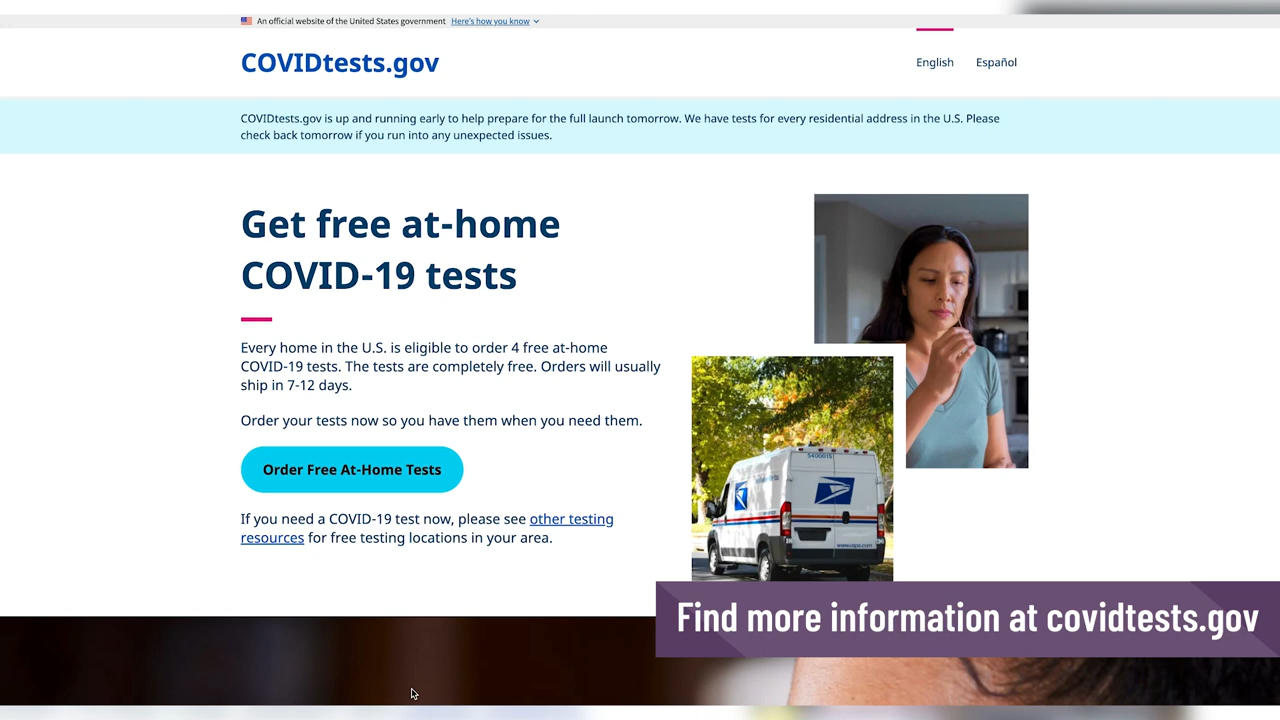 An official website of the United States government Here's how you know
COVIDtests.gov
English Español
COVIDtests.gov is up and running early to help prepare for the full launch tomorrow. We have tests for every residential address in the U.S. Please
check back tomorrow if you run into any unexpected issues.
Get free at-home
COVID-19 tests
Every home in the U.S. is eligible to order 4 free at-home
COVID-19 tests. The tests are completely free. Orders will usually
ship in 7-12 days.
Order your tests now so you have them when you need them.
Order Free At-Home Tests
If you need a COVID-19 test now, please see other testing
resources for free testing locations in your area.
www.usps.com
Find more information at covidtests.gov